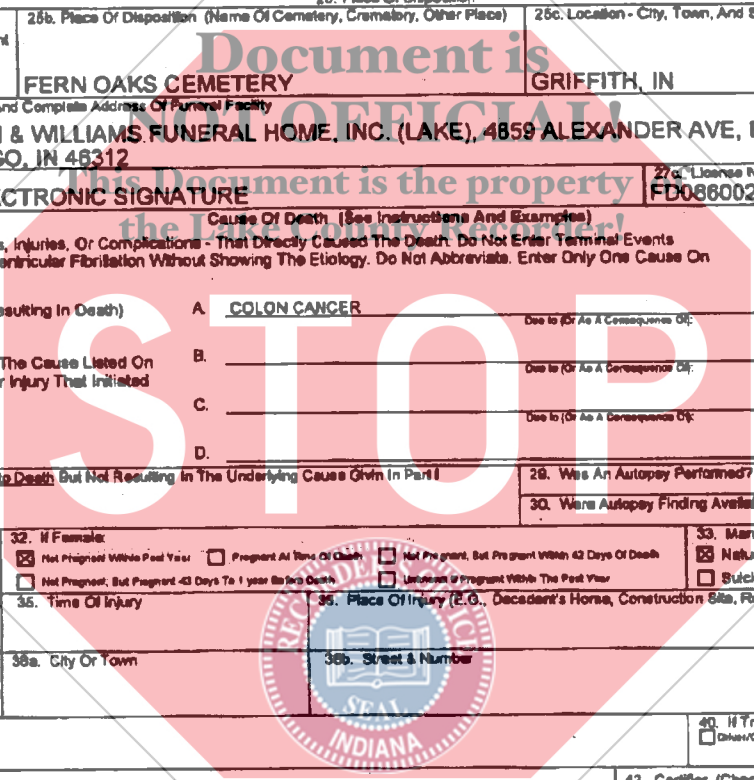 25b. Place Of Disposition (Name Of Cemetery, Crematory, Other Place)
25c. Location - City, Town, And
Document is
FERN OAKS CEMETERY
GRIFFITH, IN
NOT OFFICIAL!
And Complete Address Of Funeral Facility
& WILLIAMS FUNERAL HOME, INC. (LAKE), 4859 ALEXANDER AVE,
GO, IN 46312
This Document is the property
27a. License
CTRONIC SIGNATURE
FD086002
the Lake County Recorder!
Cause Of Death (See Instructions And Examples)
s, Injuries, Or Complications - That Directly Caused The Death. Do Not Enter Terminal Events
entricular Fibrillation Without Showing The Etiology. Do Not Abbreviate. Enter Only One Cause On
esulting In Death)
A. COLON CANCER
Due to (Or As A Consequence Of):
STOP
The Cause Listed On
r Injury That Initiated
B.
Due to (Or As A Consequence Of):
C.
Due to (Or As A Consequence Of):
D.
to Death But Not Resulting In The Underlying Cause Givin In Part I
29. Was An Autopsy Performed?
30. Were Autopsy Finding Availa
32. If Female:
33. Man
Not Pregnant Within Past Year
Pregnant At Time Of Death
Not Pregnant, But Pregnant Within 42 Days Of Death
Natu
Not Pregnant, But Pregnant 43 Days To 1 year Before Death
Unknown If Pregnant Within The Past Year
Suici
35. Time Of Injury
36. Place Of Injury (E.G., Decedent's Home, Construction Site,
38a. City Or Town
38b. Street & Number
RECORDER'S OFFICE
SEAL
INDIANA
40. If Tr